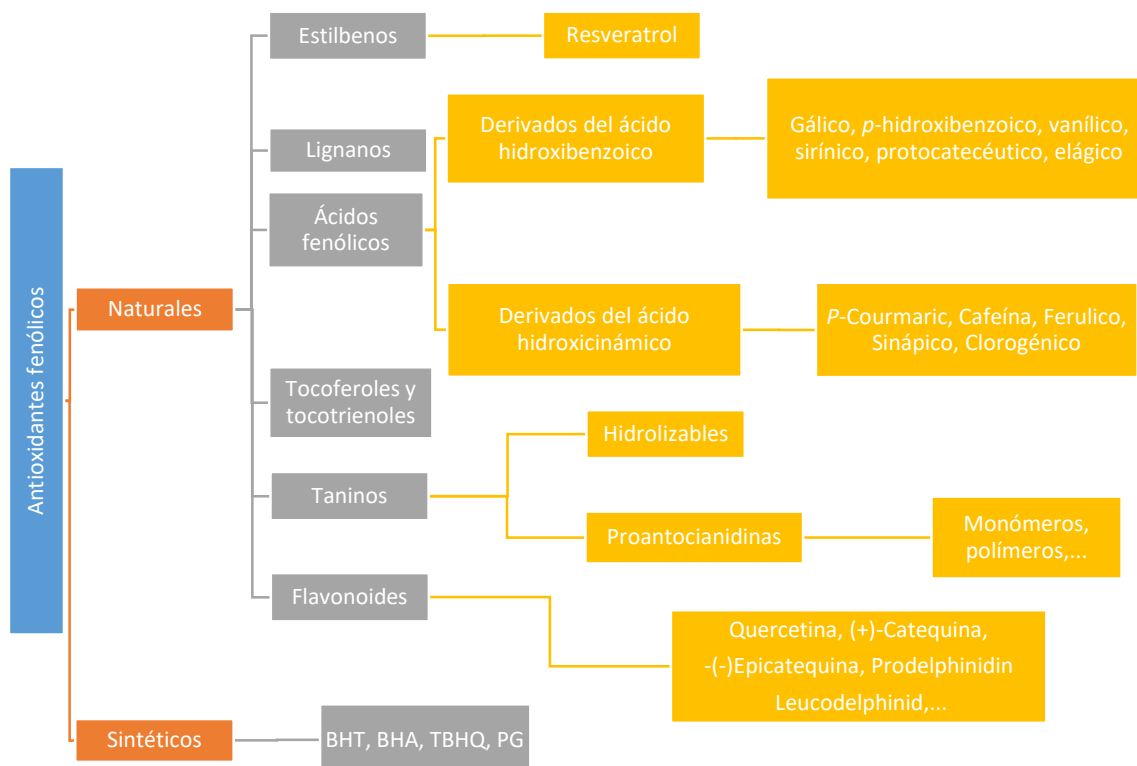 Antioxidantes fenólicos
Naturales
Estilbenos
Resveratrol
Lignanos
Ácidos
fenólicos
Derivados del ácido
hidroxibenzoico
Gálico, p-hidroxibenzoico, vanílico,
sirínico, protocatecéutico, elágico
Derivados del ácido
hidroxicinámico
P-Courmaric, Cafeína, Ferulico,
Sinápico, Clorogénico
Tocoferoles y
tocotrienoles
Taninos
Hidrolizables
Proantocianidinas
Monómeros,
polímeros,...
Flavonoides
Quercetina, (+)-Catequina,
-(-)Epicatequina, Prodelphinidin
Leucodelphinid,...
Sintéticos
BHT, BHA, TBHQ, PG